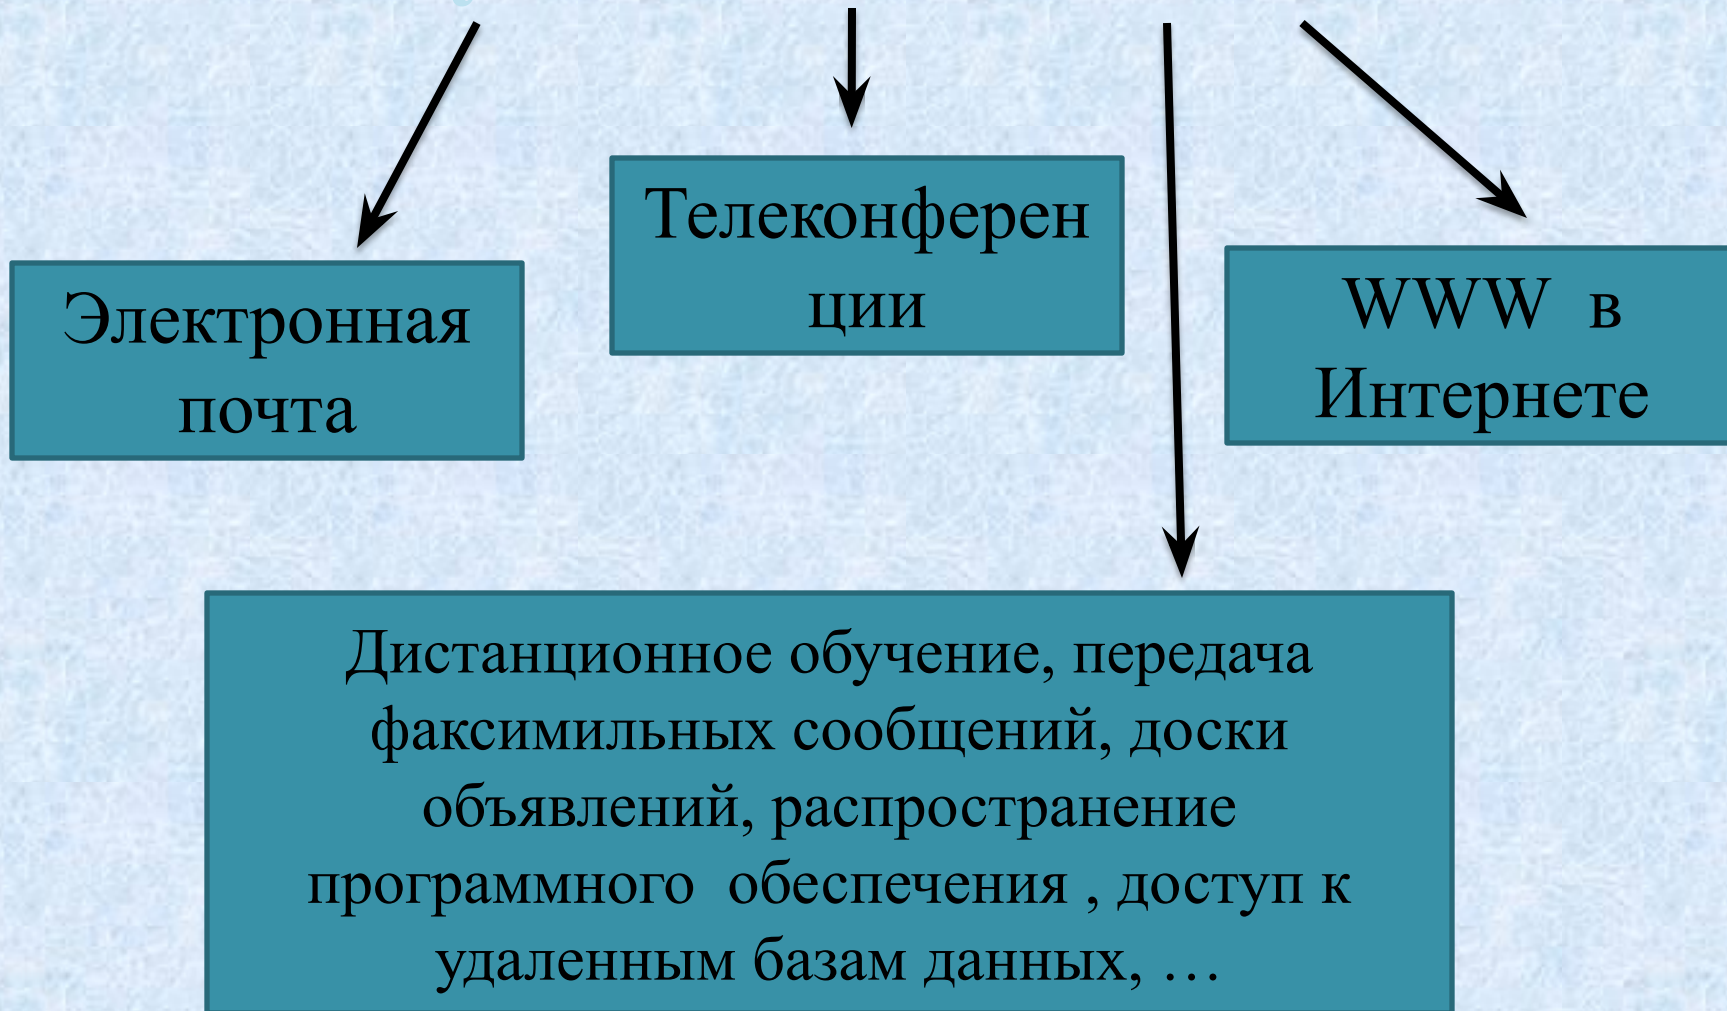 Телеконферен
ции
Электронная
почта
WWW в
Интернете
Дистанционное обучение, передача
факсимильных сообщений, доски
объявлений, распространение
программного обеспечения , доступ к
удаленным базам данных, …